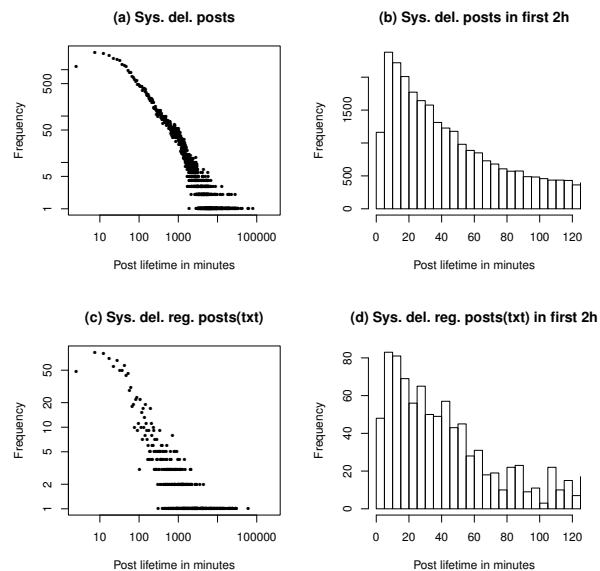 (a) Sys. del. posts
Frequency
500
50
5
1
10 100 1000 100000
Post lifetime in minutes
(b) Sys. del. posts in first 2h
Frequency
1500
500
0
0 20 40 60 80 100 120
Post lifetime in minutes
(c) Sys. del. reg. posts(txt)
Frequency
50
20
10
5
2
1
10 100 1000 100000
Post lifetime in minutes
(d) Sys. del. reg. posts(txt) in first 2h
Frequency
80
60
40
20
0
0 20 40 60 80 100 120
Post lifetime in minutes